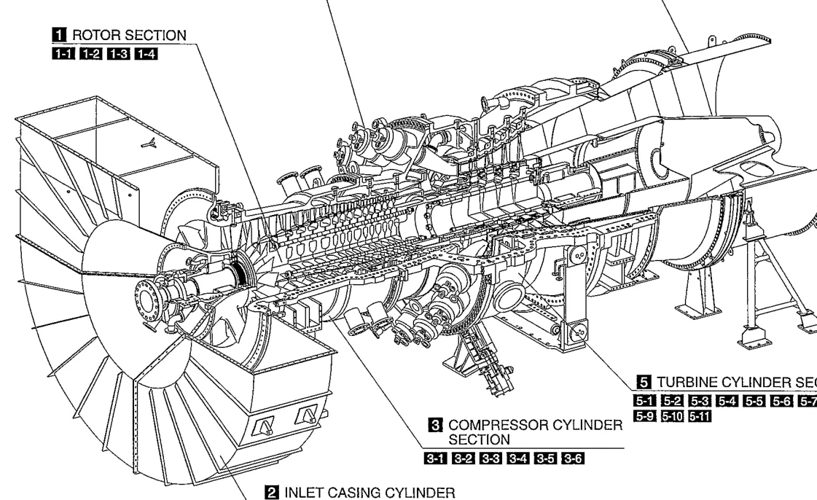 1 ROTOR SECTION
1-1 1-2 1-3 1-4
5 TURBINE CYLINDER
5-1 5-2 5-3 5-4 5-5 5-6 5-7
5-9 5-10 5-11
3 COMPRESSOR CYLINDER
SECTION
3-1 3-2 3-3 3-4 3-5 3-6
2 INLET CASING CYLINDER